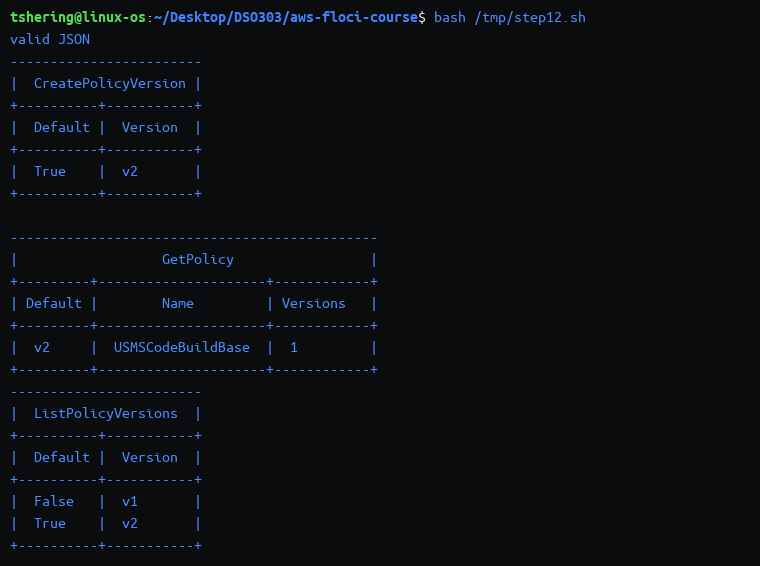 tshering@linux-os:~/Desktop/DSO303/aws-floci-course$ bash /tmp/step12.sh
valid JSON
------------------------
|  CreatePolicyVersion |
+----------+-----------+
|  Default |  Version  |
+----------+-----------+
|  True    |  v2       |
+----------+-----------+

----------------------------------------------
|                  GetPolicy                 |
+---------+---------------------+------------+
| Default |        Name         | Versions   |
+---------+---------------------+------------+
|  v2     |  USMSCodeBuildBase  |  1         |
+---------+---------------------+------------+
------------------------
|  ListPolicyVersions  |
+----------+-----------+
|  Default |  Version  |
+----------+-----------+
|  False   |  v1       |
|  True    |  v2       |
+----------+-----------+